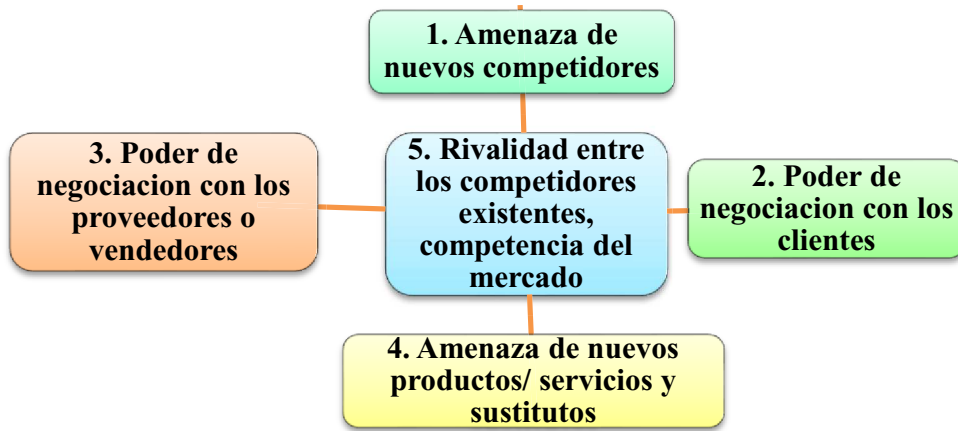 1. Amenaza de
nuevos competidores
3. Poder de
negociacion con los
proveedores o
vendedores
5. Rivalidad entre
los competidores
existentes,
competencia del
mercado
2. Poder de
negociacion con los
clientes
4. Amenaza de nuevos
productos/ servicios y
sustitutos